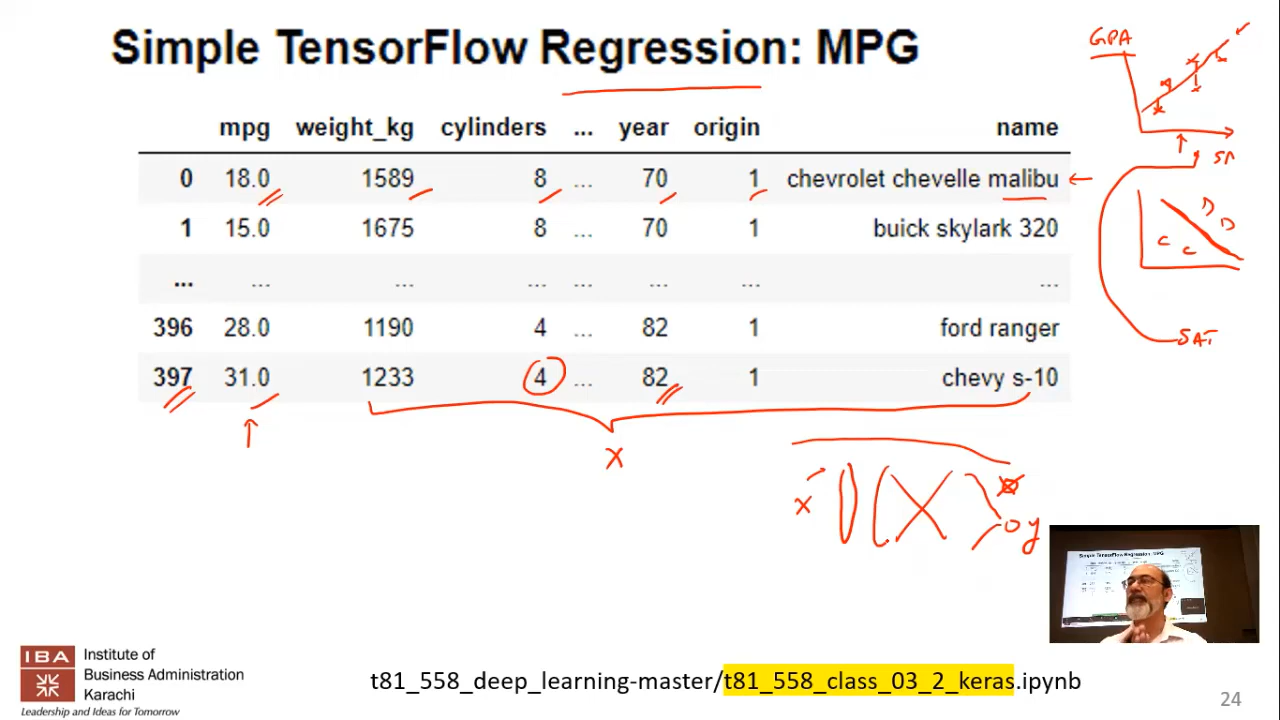 Simple TensorFlow Regression: MPG
GPA
mpg weight_kg cylinders ... year origin name
0 18.0 1589 8 ... 70 1 chevrolet chevelle malibu
1 15.0 1675 8 ... 70 1 buick skylark 320
... ... ... ... ... ... ... ...
396 28.0 1190 4 ... 82 1 ford ranger
SAT
397 31.0 1233 4 ... 82 1 chevy s-10
D
D
C
C
X
x
y
IBA
Institute of
Business Administration
Karachi
Leadership and Ideas for Tomorrow
t81_558_deep_learning-master/t81_558_class_03_2_keras.ipynb
24